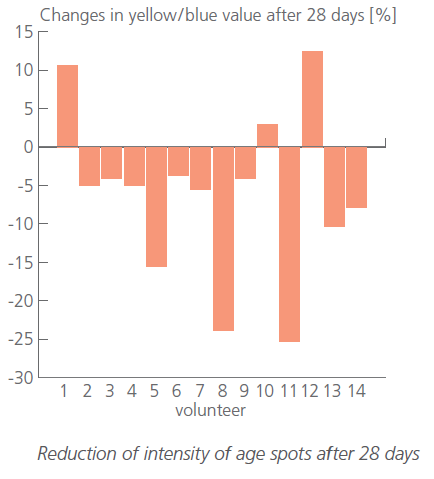 Changes in yellow/blue value after 28 days [%]
15
10
5
0
-5
-10
-15
-20
-25
-30
1 2 3 4 5 6 7 8 9 10 11 12 13 14
volunteer
Reduction of intensity of age spots after 28 days